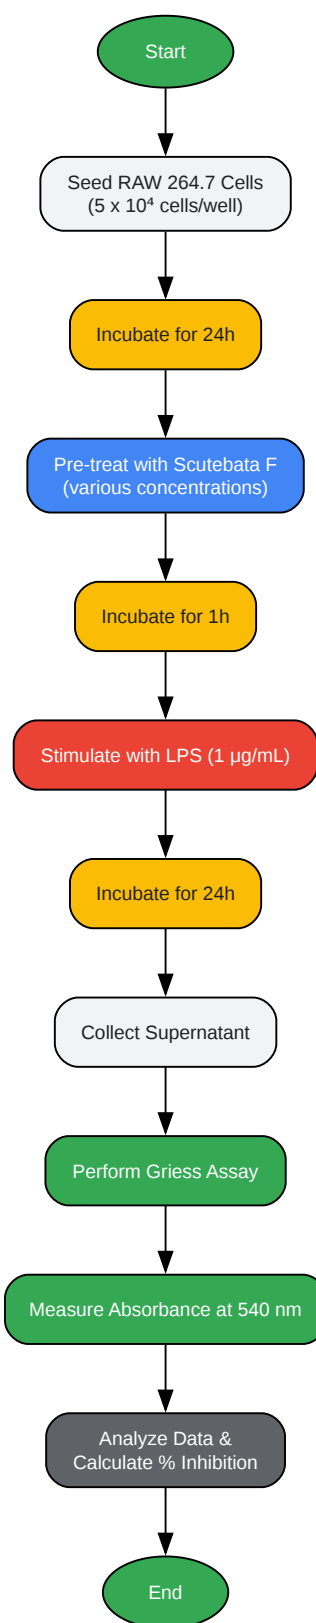 Start
Seed RAW 264.7 Cells
(5 x 10⁴ cells/well)
Incubate for 24h
Pre-treat with Scutebata F
(various concentrations)
Incubate for 1h
Stimulate with LPS (1 μg/mL)
Incubate for 24h
Collect Supernatant
Perform Griess Assay
Measure Absorbance at 540 nm
Analyze Data &
Calculate % Inhibition
End